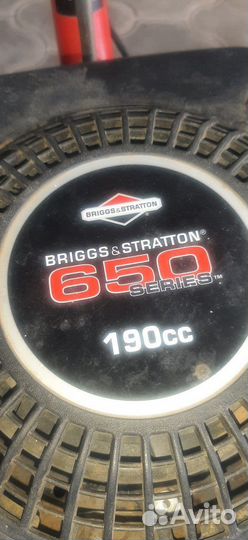 BRIGGS & STRATTON
BRIGGS & STRATTON®
650
SERIES™
190cc
Avito